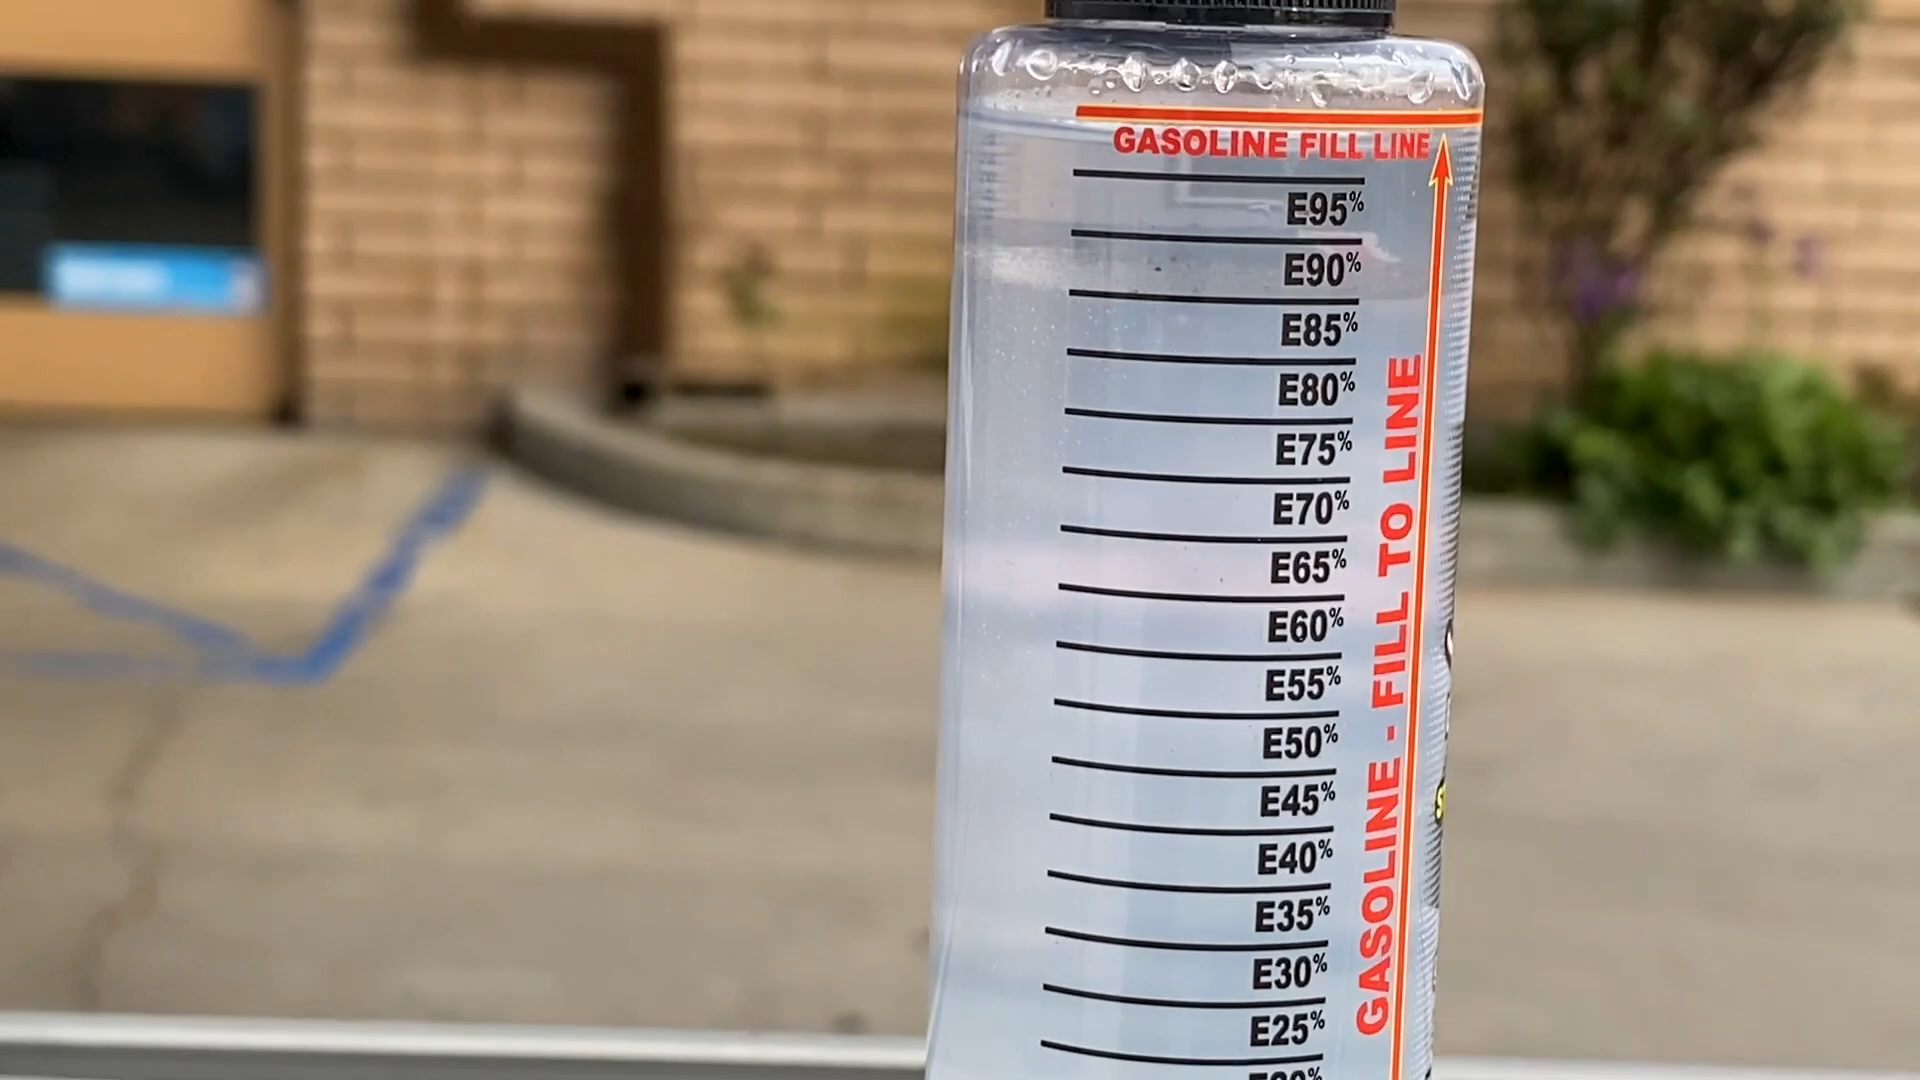 GASOLINE FILL LINE
E95%
E90%
E85%
E80%
E75%
E70%
E65%
E60%
E55%
E50%
E45%
E40%
E35%
E30%
E25%
GASOLINE - FILL TO LINE